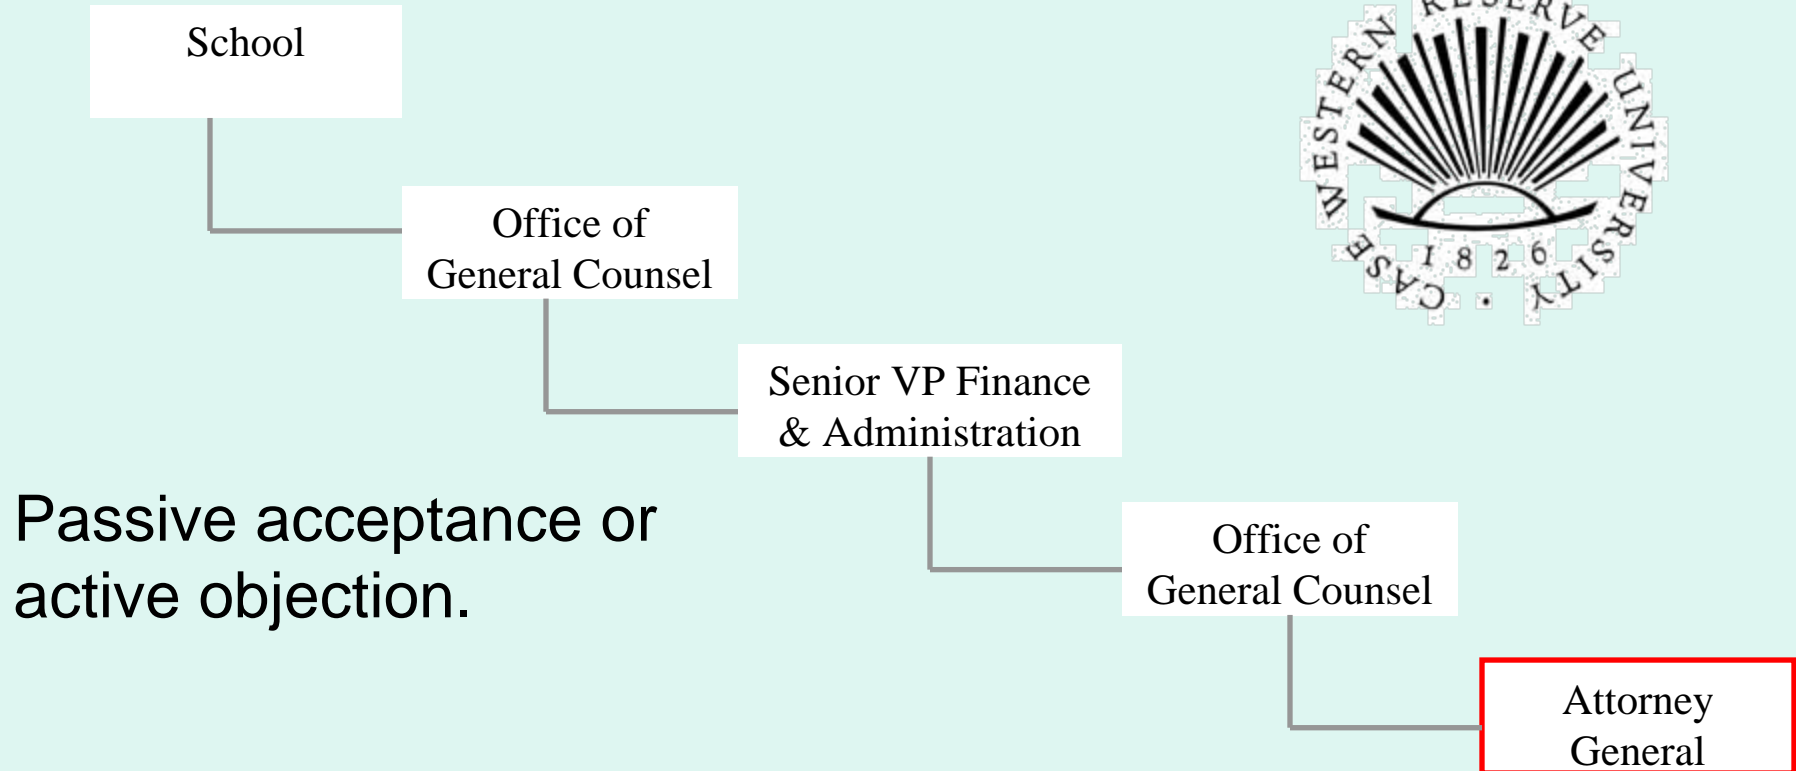 School
CASE WESTERN RESERVE UNIVERSITY
1826
Office of
General Counsel
Senior VP Finance
& Administration
Passive acceptance or
active objection.
Office of
General Counsel
Attorney
General